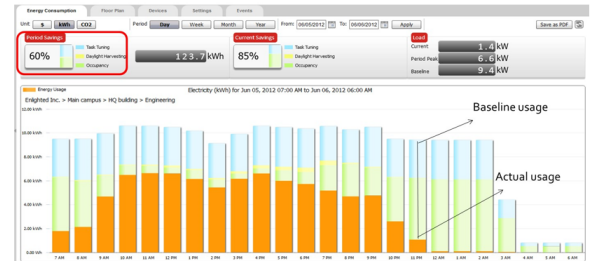 Energy Consumption Floor Plan Devices Settings Events
Unit $ kWh CO2 Period Day Week Month Year From: 06/05/2012 To: 06/06/2012 Apply Save as PDF
Period Savings Current Savings Load
60% Task Tuning Daylight Harvesting Occupancy
123.7 kWh
85% Task Tuning Daylight Harvesting Occupancy
Current 1.4 kW
Period Peak 6.6 kW
Baseline 9.4 kW
Energy Usage
Electricity (kWh) for Jun 05, 2012 07:00 AM to Jun 06, 2012 06:00 AM
Enlighted Inc. > Main campus > HQ building > Engineering
Baseline usage
Actual usage
12.00 kWh
10.00 kWh
8.00 kWh
6.00 kWh
4.00 kWh
2.00 kWh
0.00 kWh
7 AM 8 AM 9 AM 10 AM 11 AM 12 PM 1 PM 2 PM 3 PM 4 PM 5 PM 6 PM 7 PM 8 PM 9 PM 10 PM 11 PM 12 AM 1 AM 2 AM 3 AM 4 AM